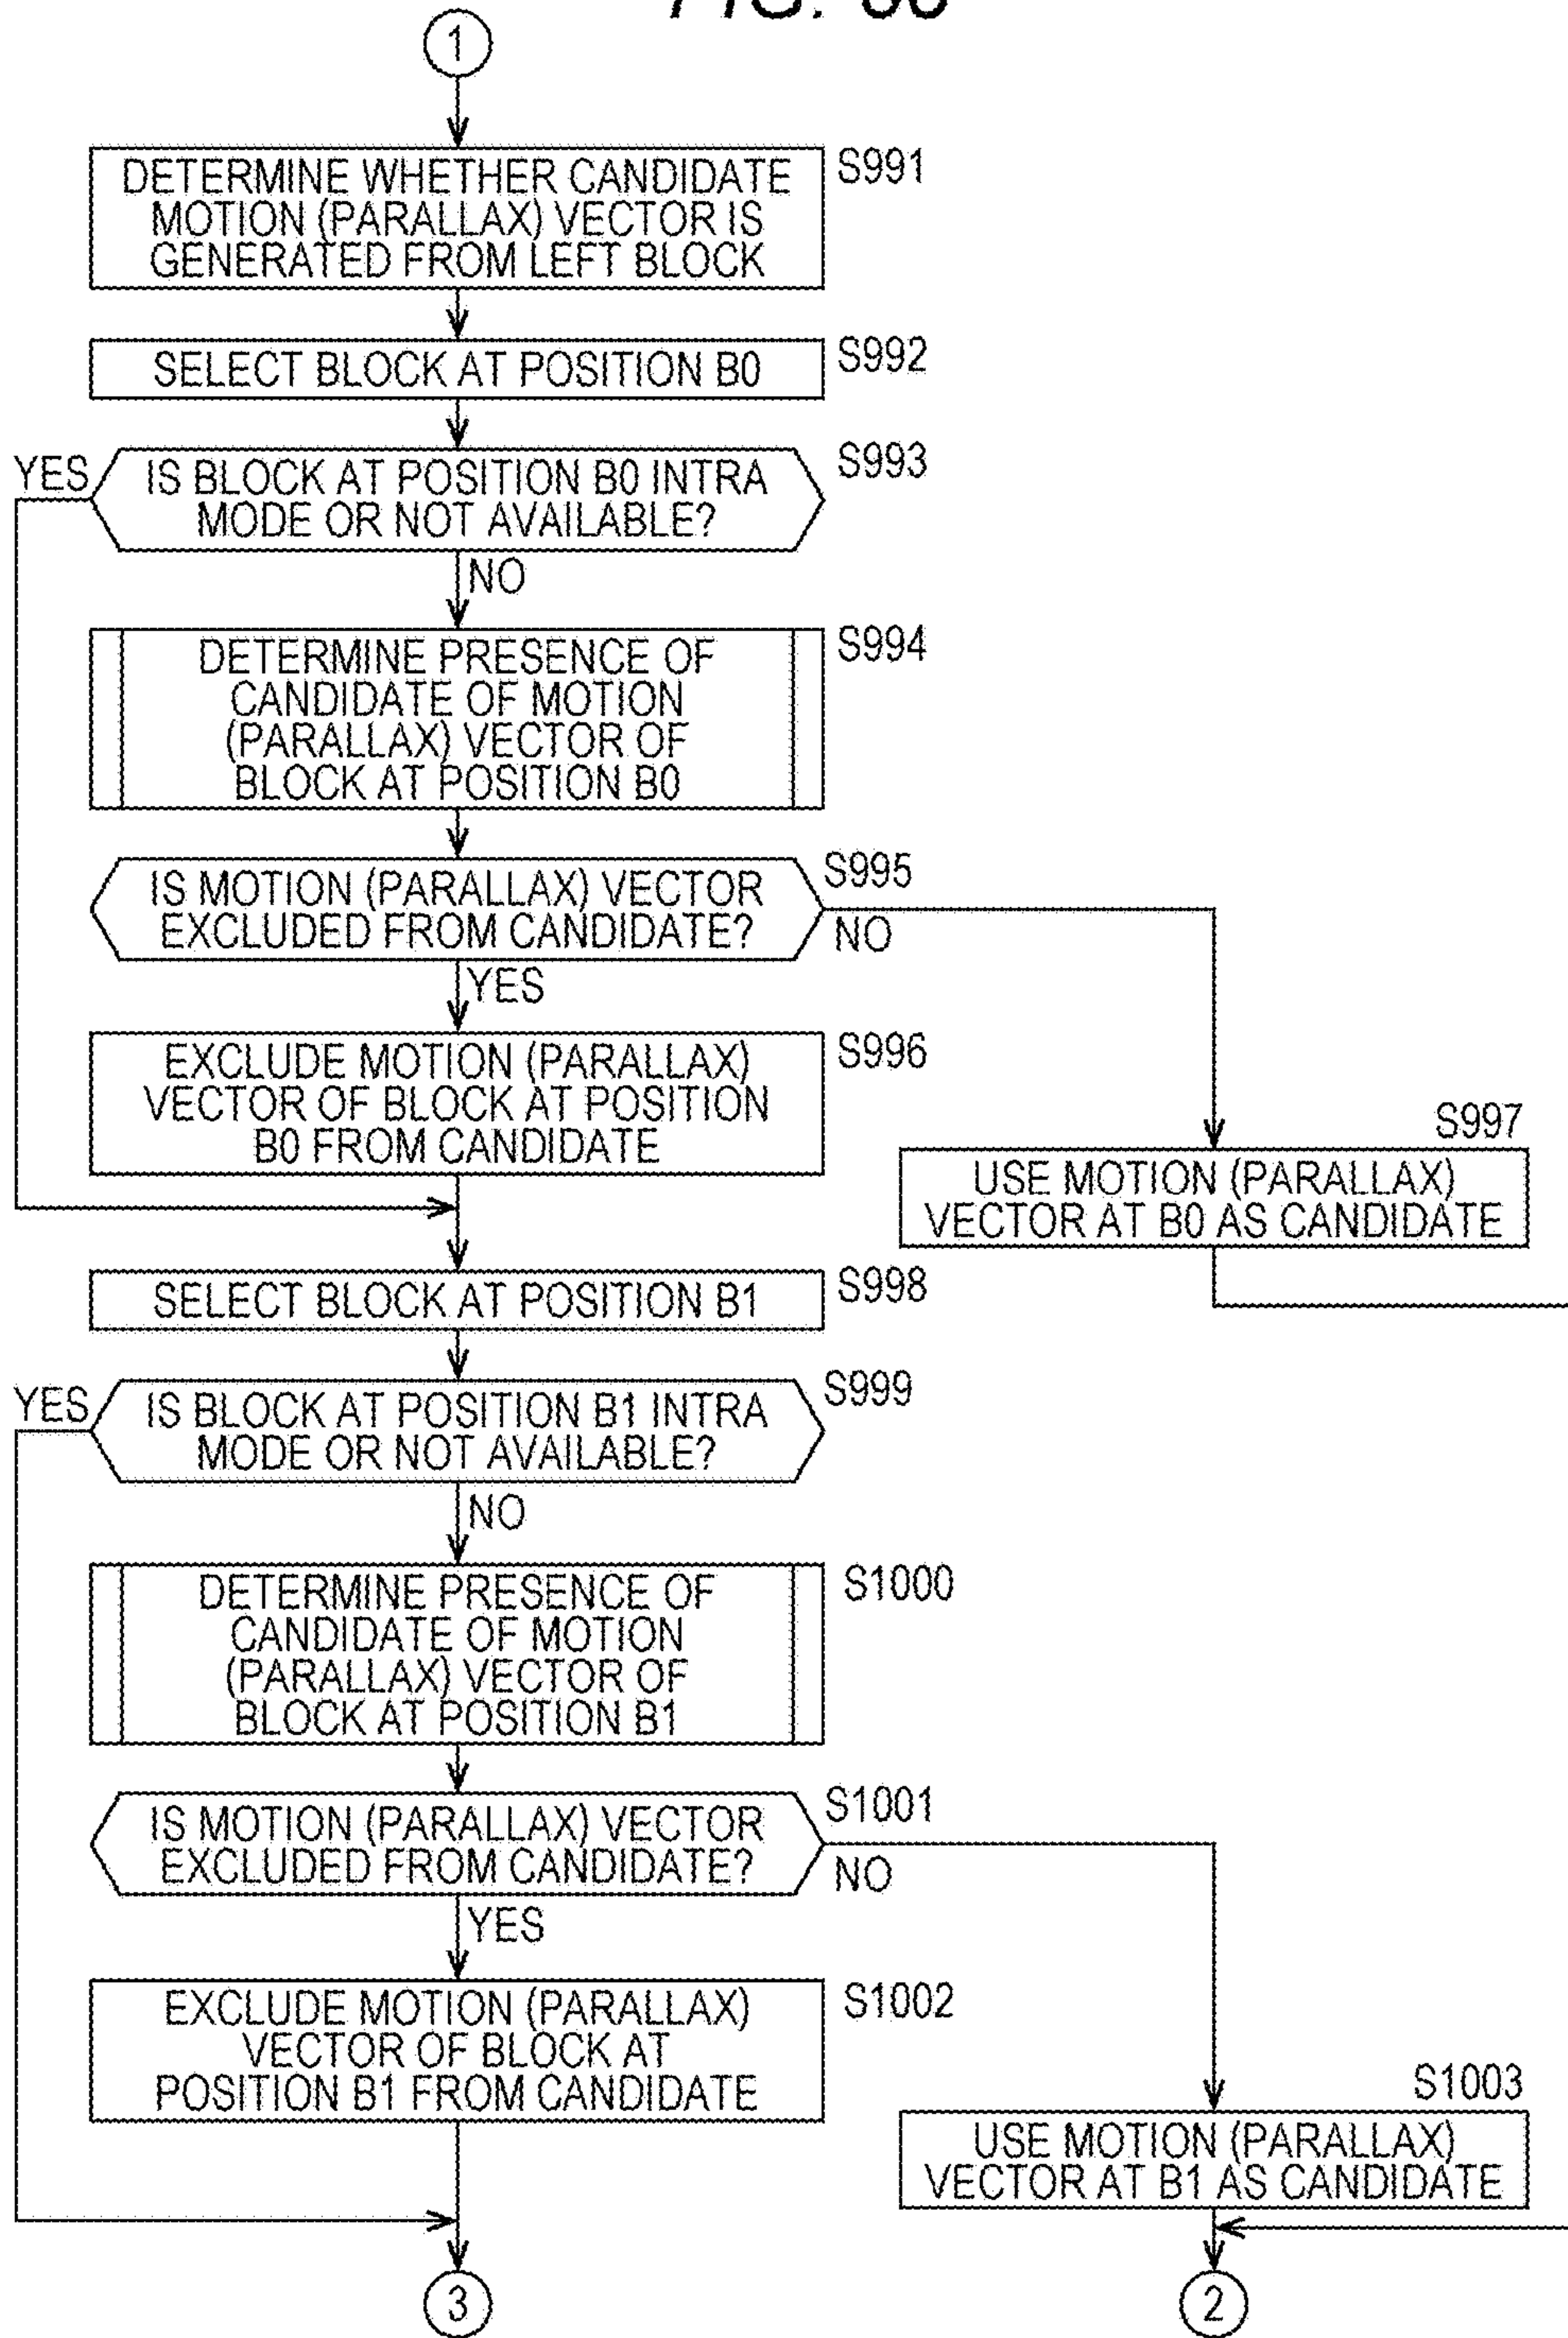 FIG.
1
DETERMINE WHETHER CANDIDATE
MOTION (PARALLAX) VECTOR IS
GENERATED FROM LEFT BLOCK
S991
SELECT BLOCK AT POSITION B0
S992
YES
IS BLOCK AT POSITION B0 INTRA
MODE OR NOT AVAILABLE?
S993
NO
DETERMINE PRESENCE OF
CANDIDATE OF MOTION
(PARALLAX) VECTOR OF
BLOCK AT POSITION B0
S994
IS MOTION (PARALLAX) VECTOR
EXCLUDED FROM CANDIDATE?
S995
NO
YES
EXCLUDE MOTION (PARALLAX)
VECTOR OF BLOCK AT POSITION
B0 FROM CANDIDATE
S996
S997
USE MOTION (PARALLAX)
VECTOR AT B0 AS CANDIDATE
SELECT BLOCK AT POSITION B1
S998
YES
IS BLOCK AT POSITION B1 INTRA
MODE OR NOT AVAILABLE?
S999
NO
DETERMINE PRESENCE OF
CANDIDATE OF MOTION
(PARALLAX) VECTOR OF
BLOCK AT POSITION B1
S1000
IS MOTION (PARALLAX) VECTOR
EXCLUDED FROM CANDIDATE?
S1001
NO
YES
EXCLUDE MOTION (PARALLAX)
VECTOR OF BLOCK AT
POSITION B1 FROM CANDIDATE
S1002
S1003
USE MOTION (PARALLAX)
VECTOR AT B1 AS CANDIDATE
3
2